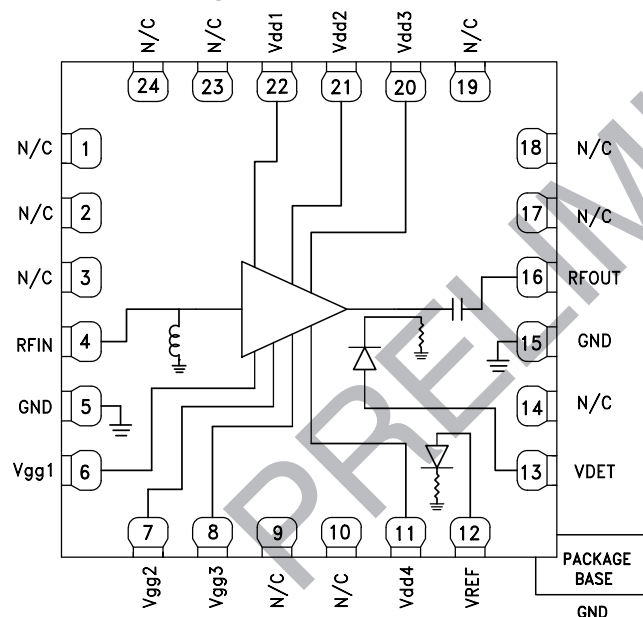 N/C N/C Vdd1 Vdd2 Vdd3 N/C
24 23 22 21 20 19
N/C 1 18 N/C
N/C 2 17 N/C
N/C 3 16 RFOUT
RFIN 4 15 GND
GND 5 14 N/C
Vgg1 6 13 VDET
7 8 9 10 11 12
Vgg2 Vgg3 N/C N/C Vdd4 VREF
PACKAGE
BASE
GND
PRELIM